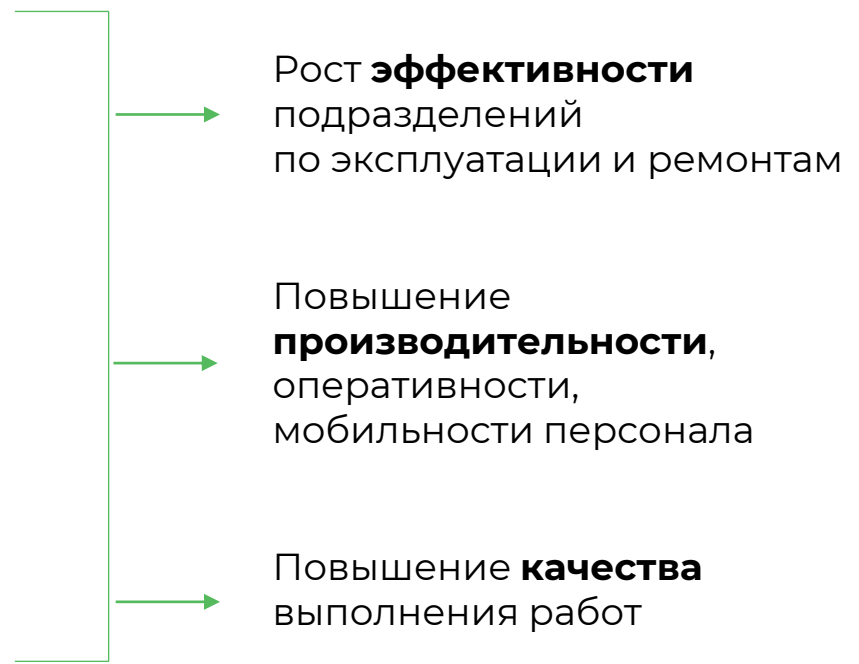 Рост эффективности
подразделений
по эксплуатации и ремонтам
Повышение
производительности,
оперативности,
мобильности персонала
Повышение качества
выполнения работ